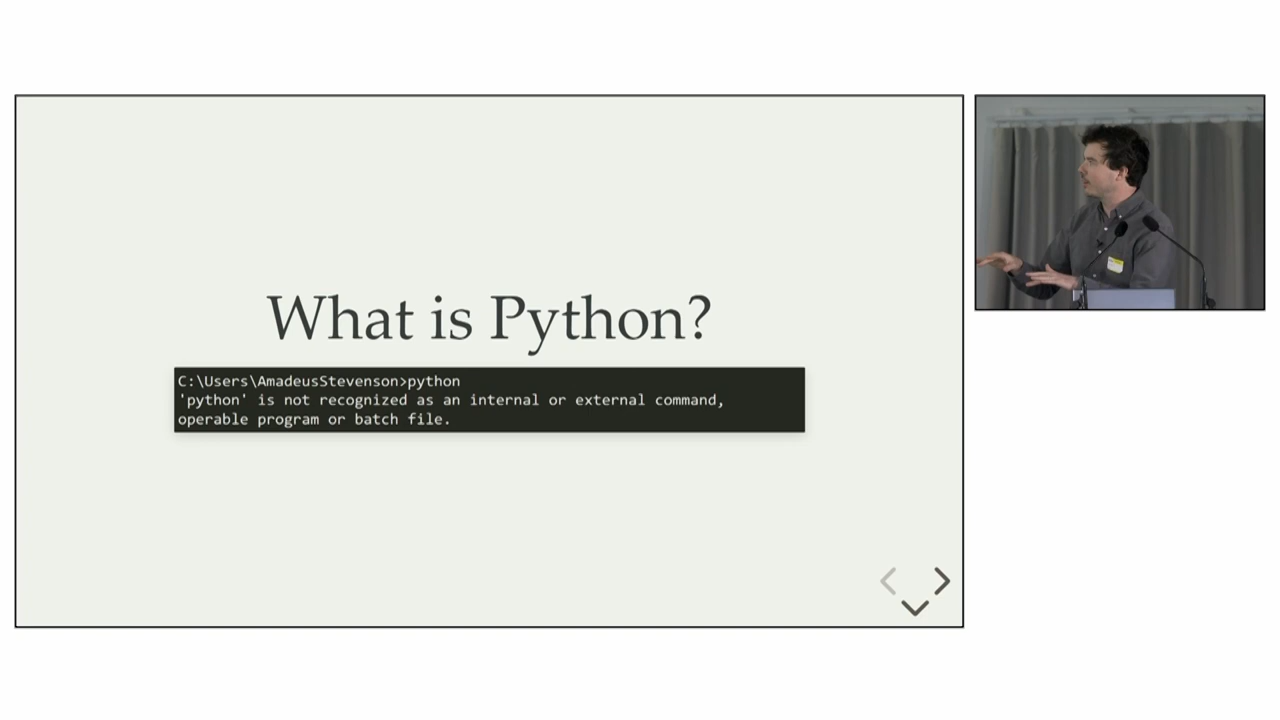 What is Python?
C:\Users\AmadeusStevenson>python
'python' is not recognized as an internal or external command,
operable program or batch file.